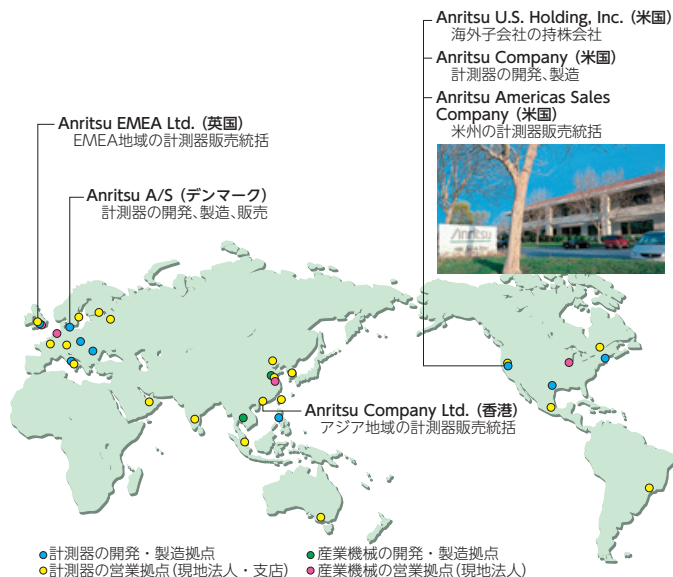 Anritsu U.S. Holding, Inc. (米国)
海外子会社の持株会社
Anritsu Company (米国)
計測器の開発、製造
Anritsu Americas Sales
Company (米国)
米州の計測器販売統括
Anritsu
Anritsu EMEA Ltd. (英国)
EMEA地域の計測器販売統括
Anritsu A/S (デンマーク)
計測器の開発、製造、販売
Anritsu Company Ltd. (香港)
アジア地域の計測器販売統括
計測器の開発・製造拠点
産業機械の開発・製造拠点
計測器の営業拠点(現地法人・支店)
産業機械の営業拠点(現地法人)